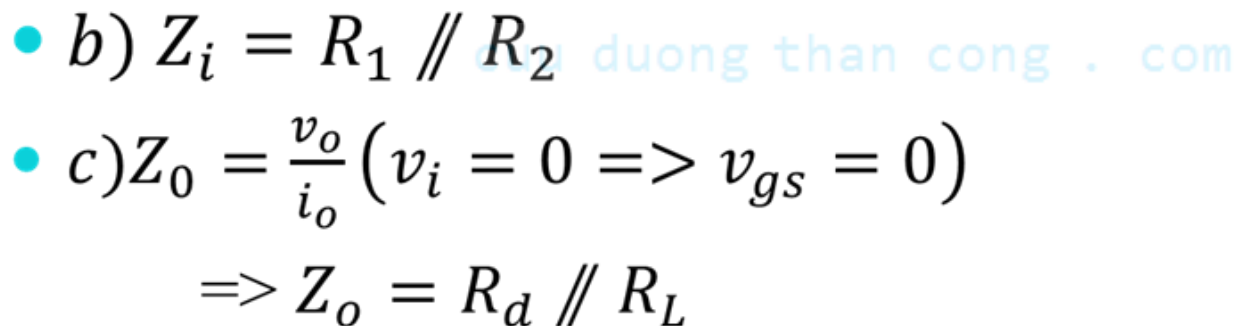 • b) Z_i = R_1 // R_2 cuu duong than cong . com
• c)Z_0 = v_o/i_o (v_i = 0 => v_gs = 0)
=> Z_o = R_d // R_L